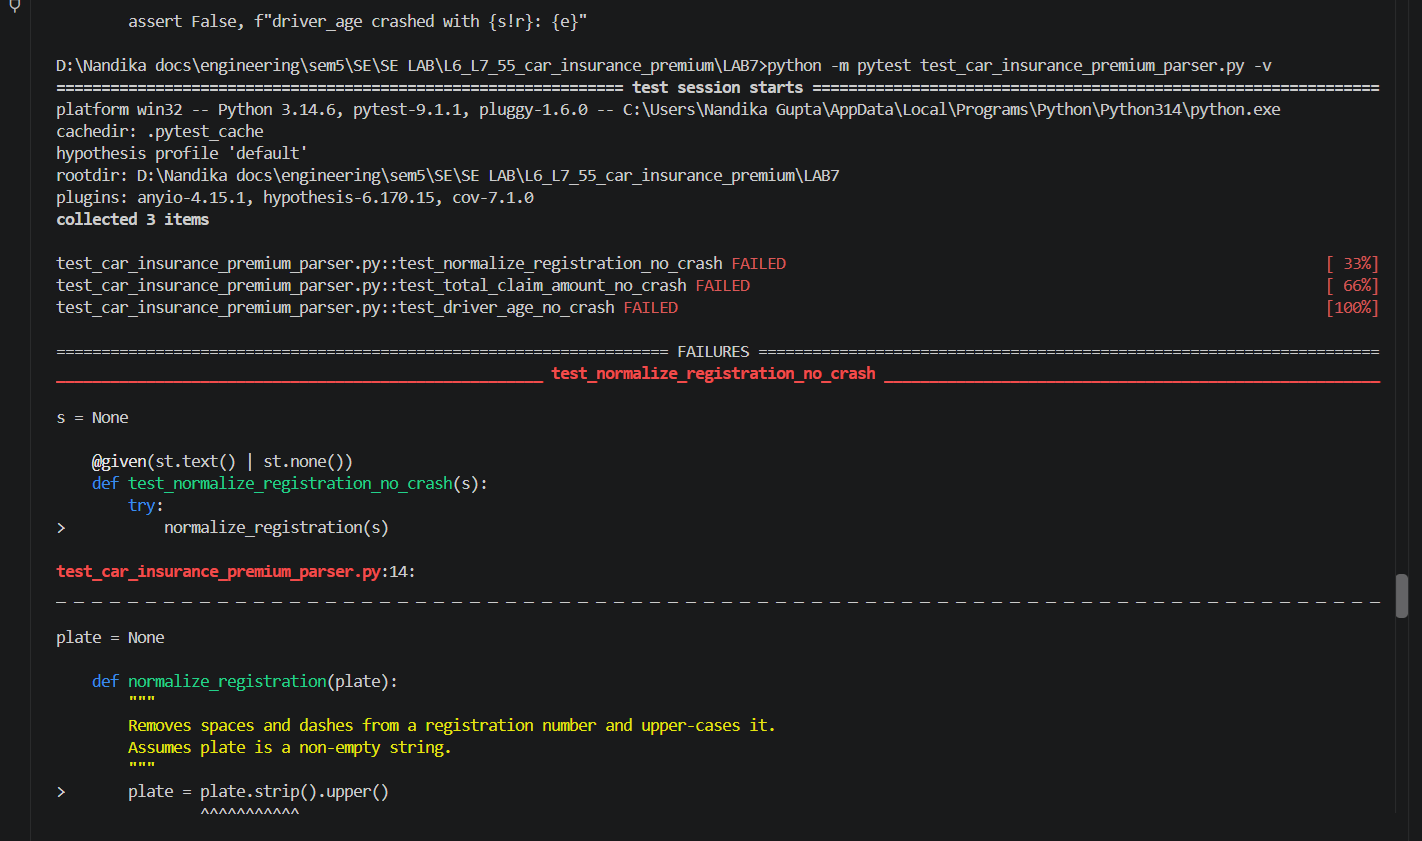 assert False, f"driver_age crashed with {s!r}: {e}"
D:\Nandika docs\engineering\sem5\SE\SE LAB\L6_L7_55_car_insurance_premium\LAB7>python -m pytest test_car_insurance_premium_parser.py -v
=============================================================== test session starts ===============================================================
platform win32 -- Python 3.14.6, pytest-9.1.1, pluggy-1.6.0 -- C:\Users\Nandika Gupta\AppData\Local\Programs\Python\Python314\python.exe
cachedir: .pytest_cache
hypothesis profile 'default'
rootdir: D:\Nandika docs\engineering\sem5\SE\SE LAB\L6_L7_55_car_insurance_premium\LAB7
plugins: anyio-4.15.1, hypothesis-6.170.15, cov-7.1.0
collected 3 items
test_car_insurance_premium_parser.py::test_normalize_registration_no_crash FAILED [ 33%]
test_car_insurance_premium_parser.py::test_total_claim_amount_no_crash FAILED [ 66%]
test_car_insurance_premium_parser.py::test_driver_age_no_crash FAILED [100%]
==================================================================== FAILURES =====================================================================
______________________________________________________ test_normalize_registration_no_crash _______________________________________________________
s = None
@given(st.text() | st.none())
def test_normalize_registration_no_crash(s):
try:
> normalize_registration(s)
test_car_insurance_premium_parser.py:14:
_ _ _ _ _ _ _ _ _ _ _ _ _ _ _ _ _ _ _ _ _ _ _ _ _ _ _ _ _ _ _ _ _ _ _ _ _ _ _ _ _ _ _ _ _ _ _ _ _ _ _ _ _ _ _ _ _ _ _ _ _ _ _ _ _ _ _ _ _ _ _ _ _ _
plate = None
def normalize_registration(plate):
"""
Removes spaces and dashes from a registration number and upper-cases it.
Assumes plate is a non-empty string.
"""
> plate = plate.strip().upper()
^^^^^^^^^^^